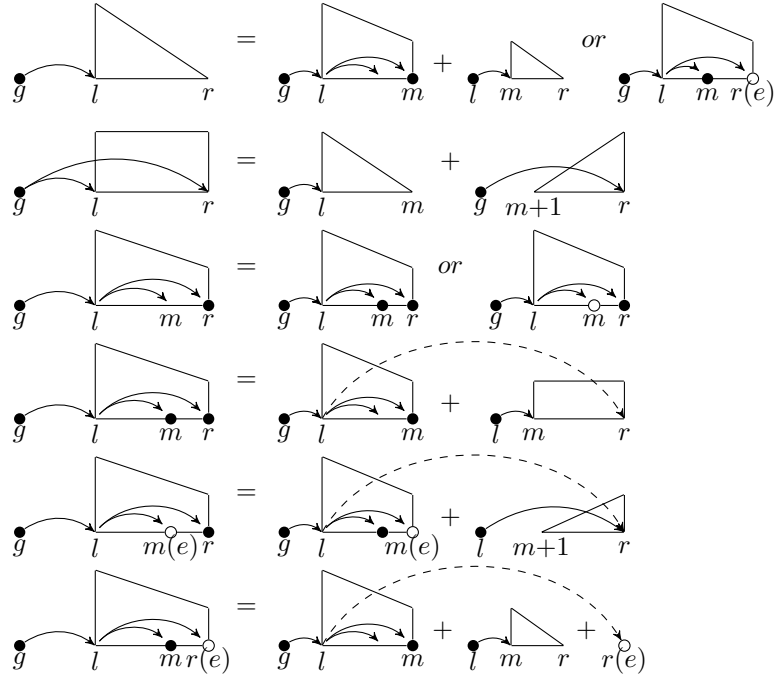 = + or
g l r g l m l m r g l m r(e)
= +
g l r g l m g m+1 r
= or
g l m r g l m r g l m r
= +
g l m r g l m l m r
= +
g l m(e) r g l m(e) l m+1 r
= + +
g l m r(e) g l m l m r r(e)